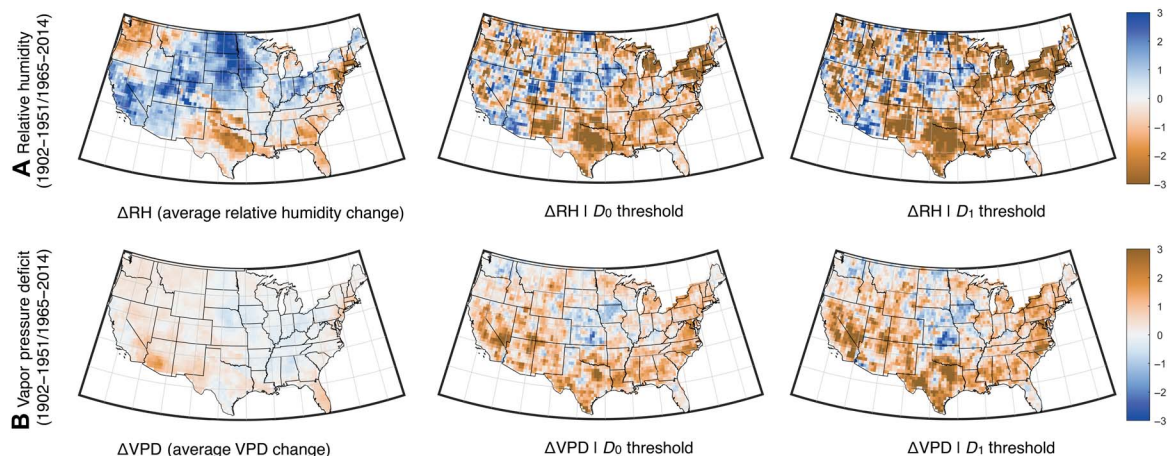 A Relative humidity
(1902–1951/1965–2014)
3
2
1
0
-1
-2
-3
ΔRH (average relative humidity change)
ΔRH | D₀ threshold
ΔRH | D₁ threshold
B Vapor pressure deficit
(1902–1951/1965–2014)
3
2
1
0
-1
-2
-3
ΔVPD (average VPD change)
ΔVPD | D₀ threshold
ΔVPD | D₁ threshold